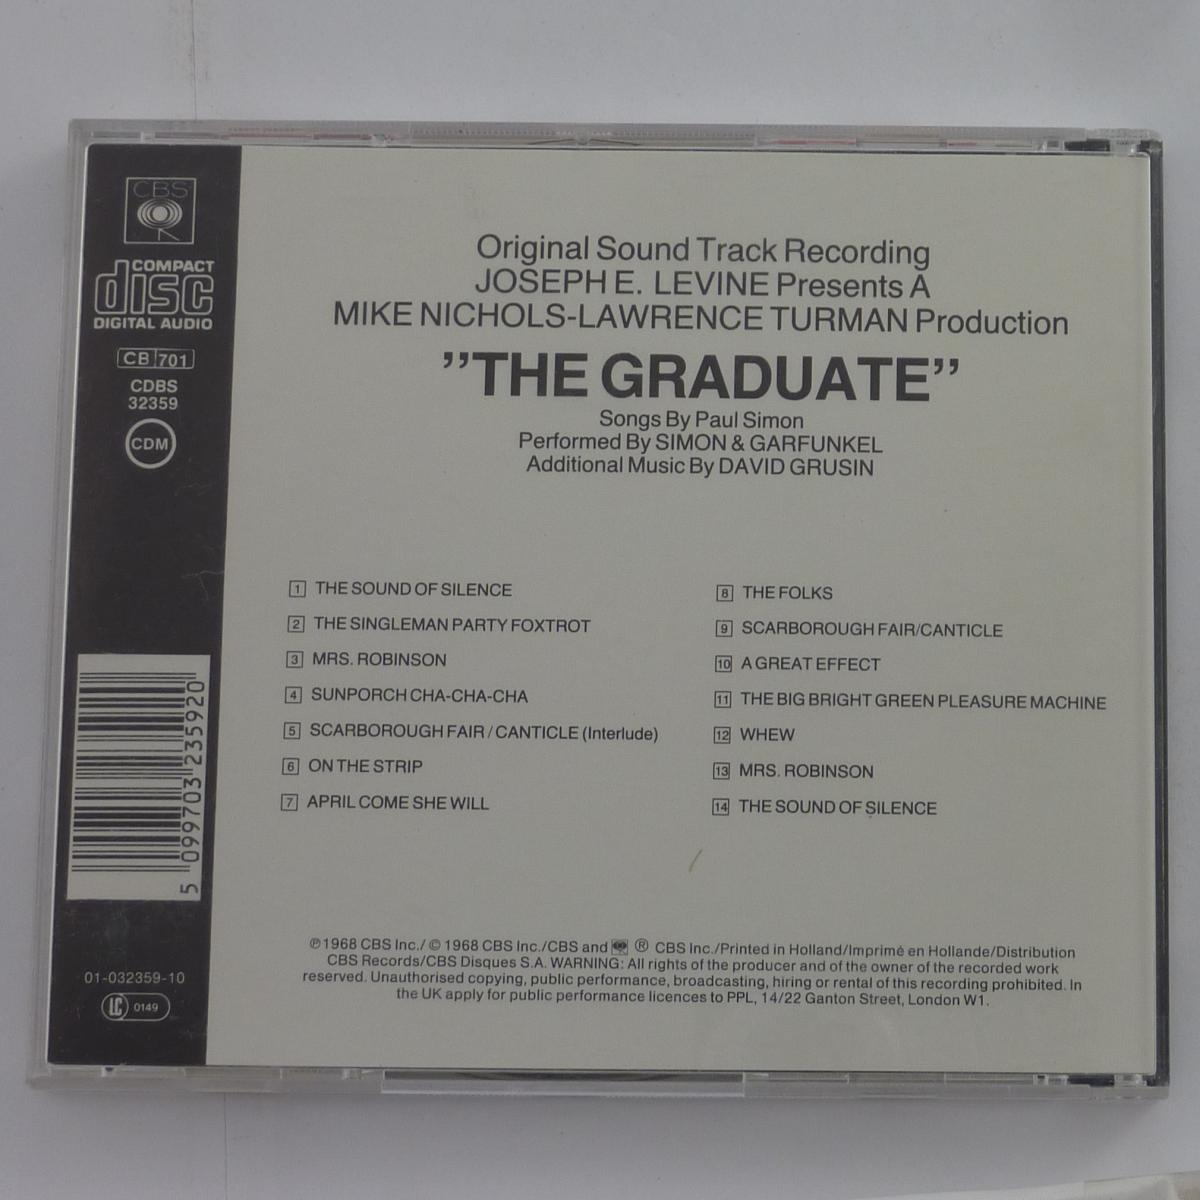 CBS
COMPACT
disc
DIGITAL AUDIO
CB 701
CDBS
32359
CDM
5 099703 235920
01-032359-10
LC 0149
Original Sound Track Recording
JOSEPH E. LEVINE Presents A
MIKE NICHOLS-LAWRENCE TURMAN Production
"THE GRADUATE"
Songs By Paul Simon
Performed By SIMON & GARFUNKEL
Additional Music By DAVID GRUSIN
1 THE SOUND OF SILENCE
2 THE SINGLEMAN PARTY FOXTROT
3 MRS. ROBINSON
4 SUNPORCH CHA-CHA-CHA
5 SCARBOROUGH FAIR / CANTICLE (Interlude)
6 ON THE STRIP
7 APRIL COME SHE WILL
8 THE FOLKS
9 SCARBOROUGH FAIR/CANTICLE
10 A GREAT EFFECT
11 THE BIG BRIGHT GREEN PLEASURE MACHINE
12 WHEW
13 MRS. ROBINSON
14 THE SOUND OF SILENCE
℗ 1968 CBS Inc./ © 1968 CBS Inc./CBS and ® CBS Inc./Printed in Holland/Imprimé en Hollande/Distribution
CBS Records/CBS Disques S.A. WARNING: All rights of the producer and of the owner of the recorded work
reserved. Unauthorised copying, public performance, broadcasting, hiring or rental of this recording prohibited. In
the UK apply for public performance licences to PPL, 14/22 Ganton Street, London W1.